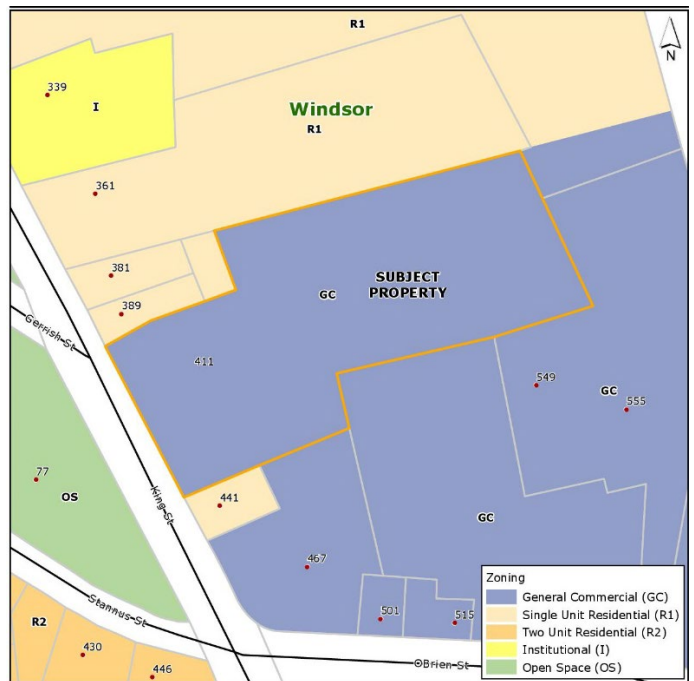 R1
N
339
I
Windsor
R1
361
381
389
SUBJECT
PROPERTY
GC
Gerrish St
411
549
GC
555
77
OS
King St
441
GC
467
501
515
Stannus St
R2
430
446
OBrien St
Zoning
General Commercial (GC)
Single Unit Residential (R1)
Two Unit Residential (R2)
Institutional (I)
Open Space (OS)